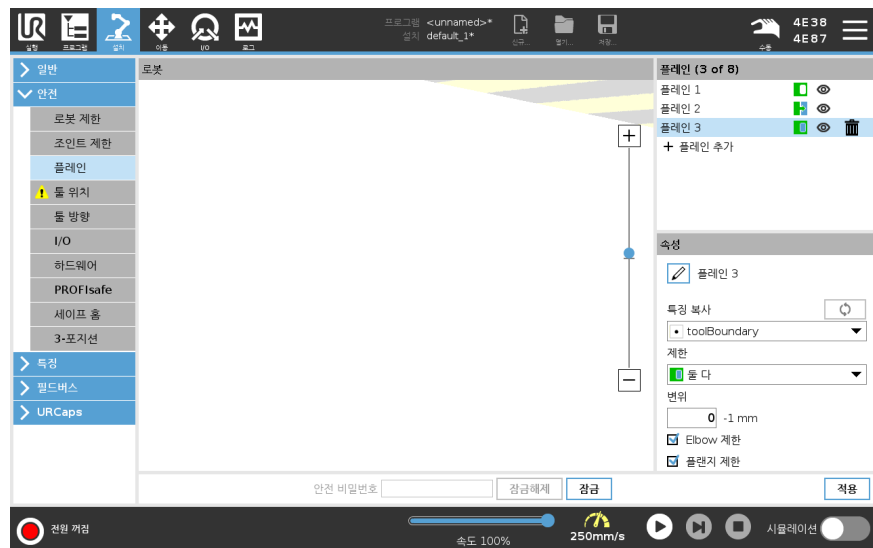 UR
실행
프로그램
설치
이동
I/O
로그
프로그램 <unnamed>*
설치 default_1*
신규...
열기...
저장...
수동
4E38
4E87
일반
안전
로봇 제한
조인트 제한
플레인
툴 위치
툴 방향
I/O
하드웨어
PROFIsafe
세이프 홈
3-포지션
특징
필드버스
URCaps
로봇
플레인 (3 of 8)
플레인 1
플레인 2
플레인 3
+ 플레인 추가
속성
플레인 3
특징 복사
toolBoundary
제한
둘 다
변위
0 -1 mm
Elbow 제한
플랜지 제한
안전 비밀번호
잠금해제
잠금
적용
전원 꺼짐
속도 100%
250mm/s
시뮬레이션